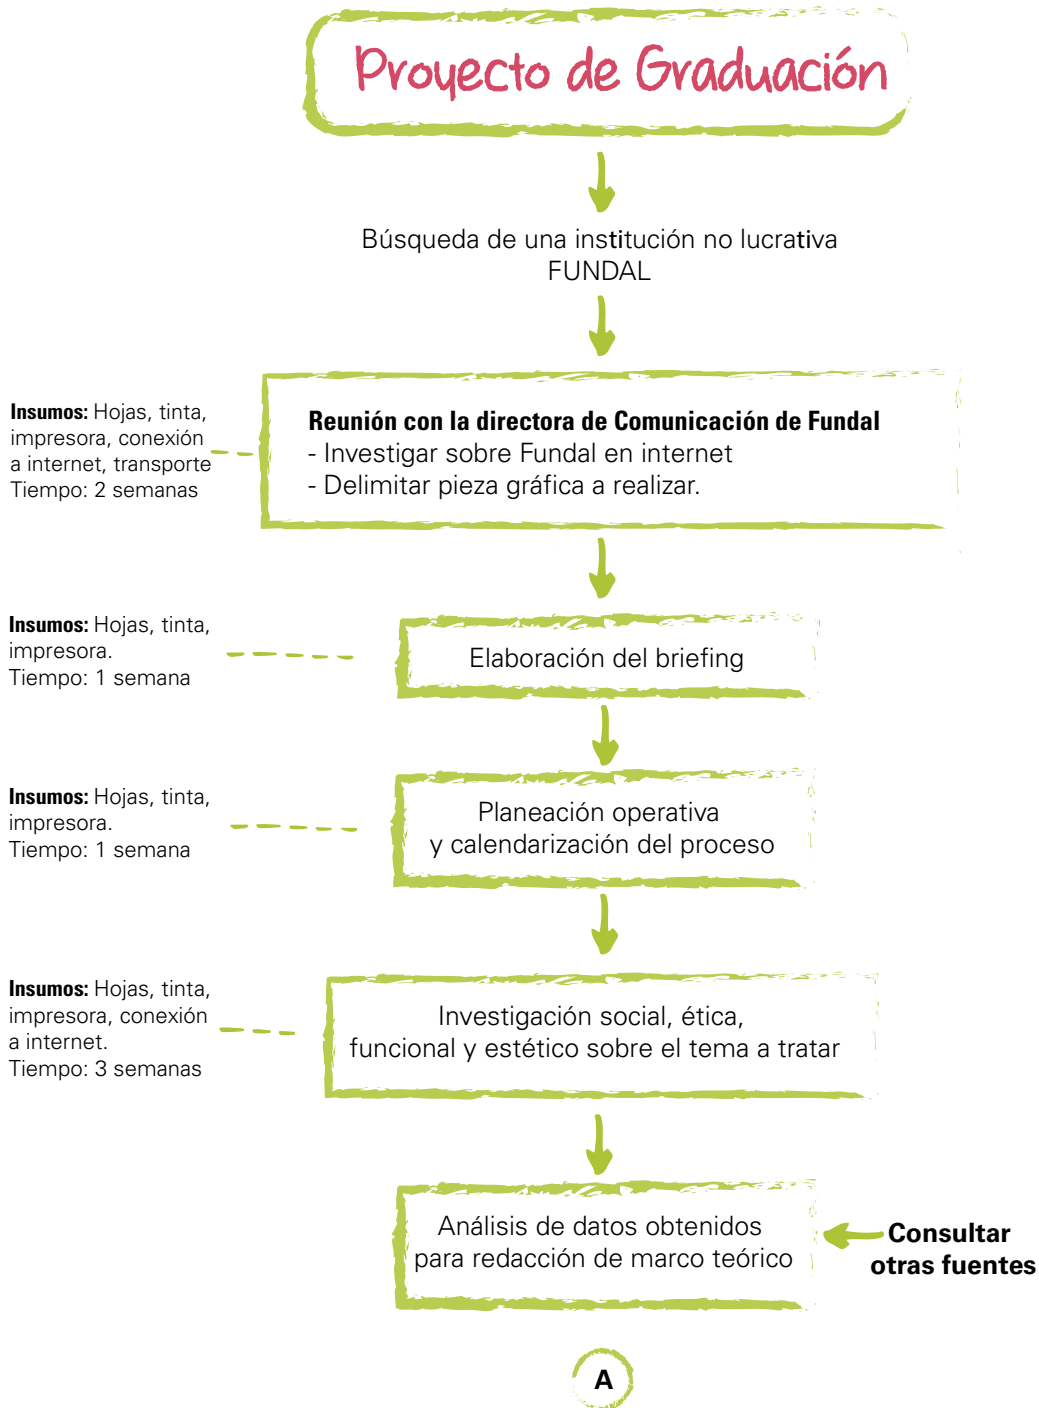 Proyecto de Graduación
Búsqueda de una institución no lucrativa
FUNDAL
Insumos: Hojas, tinta,
impresora, conexión
a internet, transporte
Tiempo: 2 semanas
Reunión con la directora de Comunicación de Fundal
- Investigar sobre Fundal en internet
- Delimitar pieza gráfica a realizar.
Insumos: Hojas, tinta,
impresora.
Tiempo: 1 semana
Elaboración del briefing
Insumos: Hojas, tinta,
impresora.
Tiempo: 1 semana
Planeación operativa
y calendarización del proceso
Insumos: Hojas, tinta,
impresora, conexión
a internet.
Tiempo: 3 semanas
Investigación social, ética,
funcional y estético sobre el tema a tratar
Análisis de datos obtenidos
para redacción de marco teórico
Consultar
otras fuentes
A